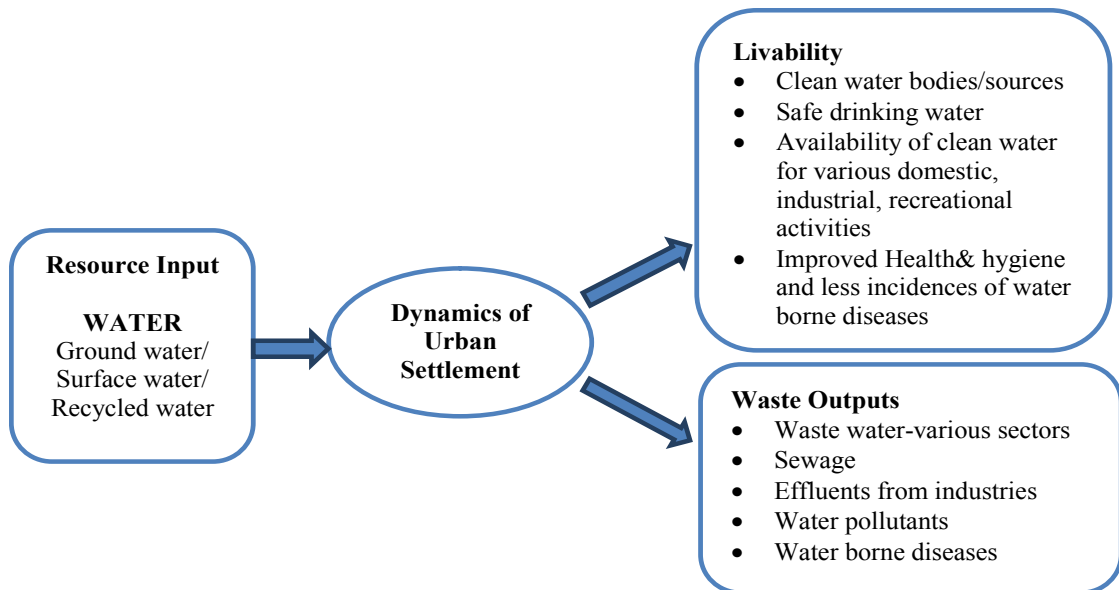 Resource Input
WATER
Ground water/
Surface water/
Recycled water
Dynamics of
Urban
Settlement
Livability
• Clean water bodies/sources
• Safe drinking water
• Availability of clean water
for various domestic,
industrial, recreational
activities
• Improved Health& hygiene
and less incidences of water
borne diseases
Waste Outputs
• Waste water-various sectors
• Sewage
• Effluents from industries
• Water pollutants
• Water borne diseases